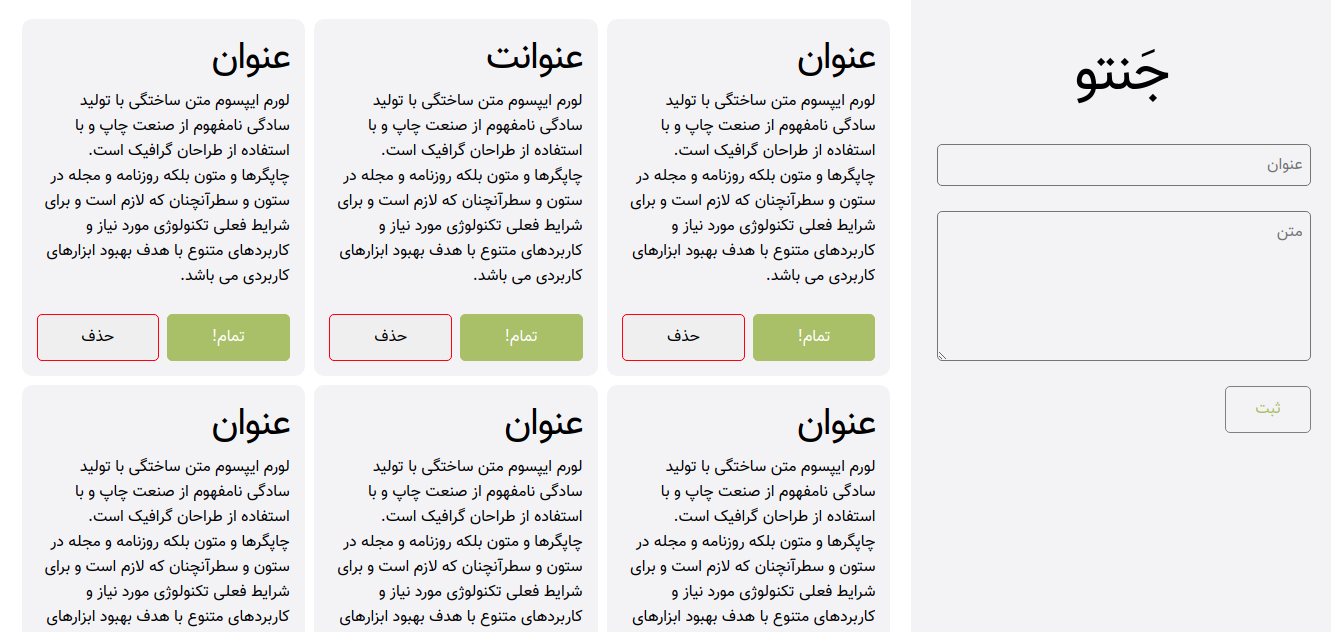 جَنتو
عنوان
متن
ثبت
عنوان
لورم ایپسوم متن ساختگی با تولید
سادگی نامفهوم از صنعت چاپ و با
استفاده از طراحان گرافیک است.
چاپگرها و متون بلکه روزنامه و مجله در
ستون و سطرآنچنان که لازم است و برای
شرایط فعلی تکنولوژی مورد نیاز و
کاربردهای متنوع با هدف بهبود ابزارهای
کاربردی می باشد.
تمام!
حذف
عنوانت
لورم ایپسوم متن ساختگی با تولید
سادگی نامفهوم از صنعت چاپ و با
استفاده از طراحان گرافیک است.
چاپگرها و متون بلکه روزنامه و مجله در
ستون و سطرآنچنان که لازم است و برای
شرایط فعلی تکنولوژی مورد نیاز و
کاربردهای متنوع با هدف بهبود ابزارهای
کاربردی می باشد.
تمام!
حذف
عنوان
لورم ایپسوم متن ساختگی با تولید
سادگی نامفهوم از صنعت چاپ و با
استفاده از طراحان گرافیک است.
چاپگرها و متون بلکه روزنامه و مجله در
ستون و سطرآنچنان که لازم است و برای
شرایط فعلی تکنولوژی مورد نیاز و
کاربردهای متنوع با هدف بهبود ابزارهای
کاربردی می باشد.
تمام!
حذف
عنوان
لورم ایپسوم متن ساختگی با تولید
سادگی نامفهوم از صنعت چاپ و با
استفاده از طراحان گرافیک است.
چاپگرها و متون بلکه روزنامه و مجله در
ستون و سطرآنچنان که لازم است و برای
شرایط فعلی تکنولوژی مورد نیاز و
کاربردهای متنوع با هدف بهبود ابزارهای
عنوان
لورم ایپسوم متن ساختگی با تولید
سادگی نامفهوم از صنعت چاپ و با
استفاده از طراحان گرافیک است.
چاپگرها و متون بلکه روزنامه و مجله در
ستون و سطرآنچنان که لازم است و برای
شرایط فعلی تکنولوژی مورد نیاز و
کاربردهای متنوع با هدف بهبود ابزارهای
عنوان
لورم ایپسوم متن ساختگی با تولید
سادگی نامفهوم از صنعت چاپ و با
استفاده از طراحان گرافیک است.
چاپگرها و متون بلکه روزنامه و مجله در
ستون و سطرآنچنان که لازم است و برای
شرایط فعلی تکنولوژی مورد نیاز و
کاربردهای متنوع با هدف بهبود ابزارهای